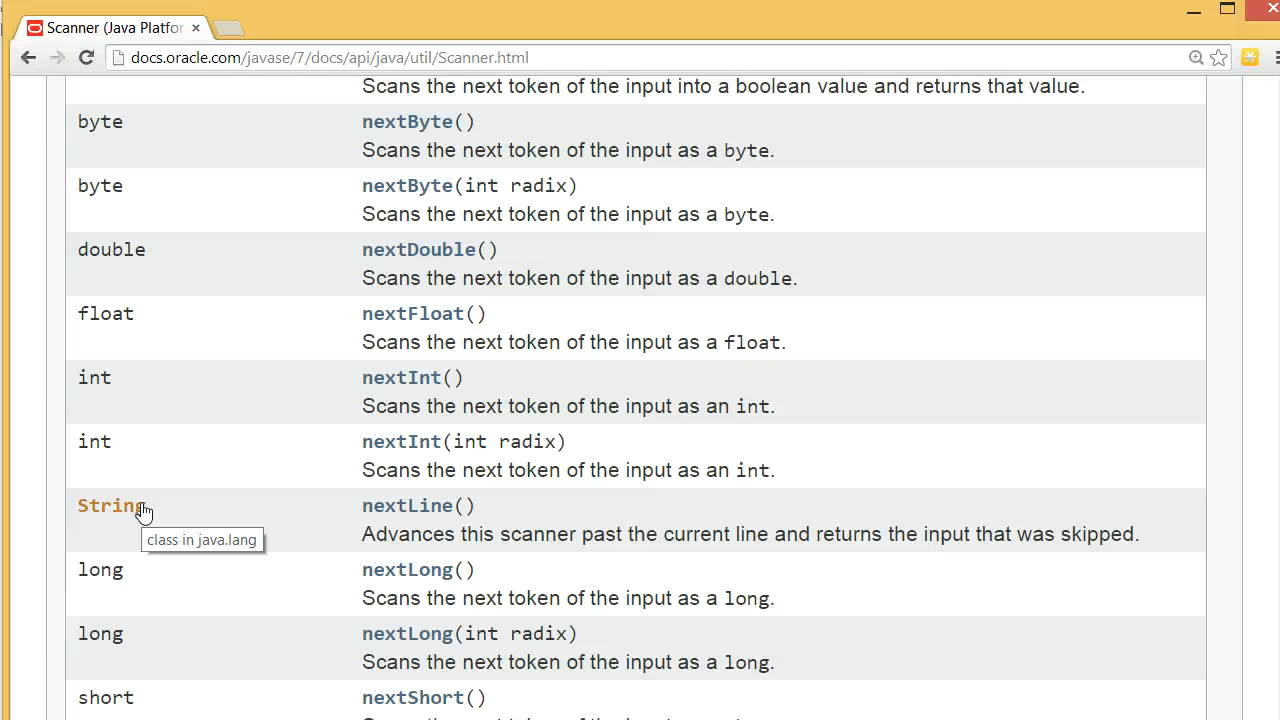 Scanner (Java Platfor
docs.oracle.com/javase/7/docs/api/java/util/Scanner.html
Scans the next token of the input into a boolean value and returns that value.
byte nextByte()
Scans the next token of the input as a byte.
byte nextByte(int radix)
Scans the next token of the input as a byte.
double nextDouble()
Scans the next token of the input as a double.
float nextFloat()
Scans the next token of the input as a float.
int nextInt()
Scans the next token of the input as an int.
int nextInt(int radix)
Scans the next token of the input as an int.
String nextLine()
Advances this scanner past the current line and returns the input that was skipped.
class in java.lang
long nextLong()
Scans the next token of the input as a long.
long nextLong(int radix)
Scans the next token of the input as a long.
short nextShort()